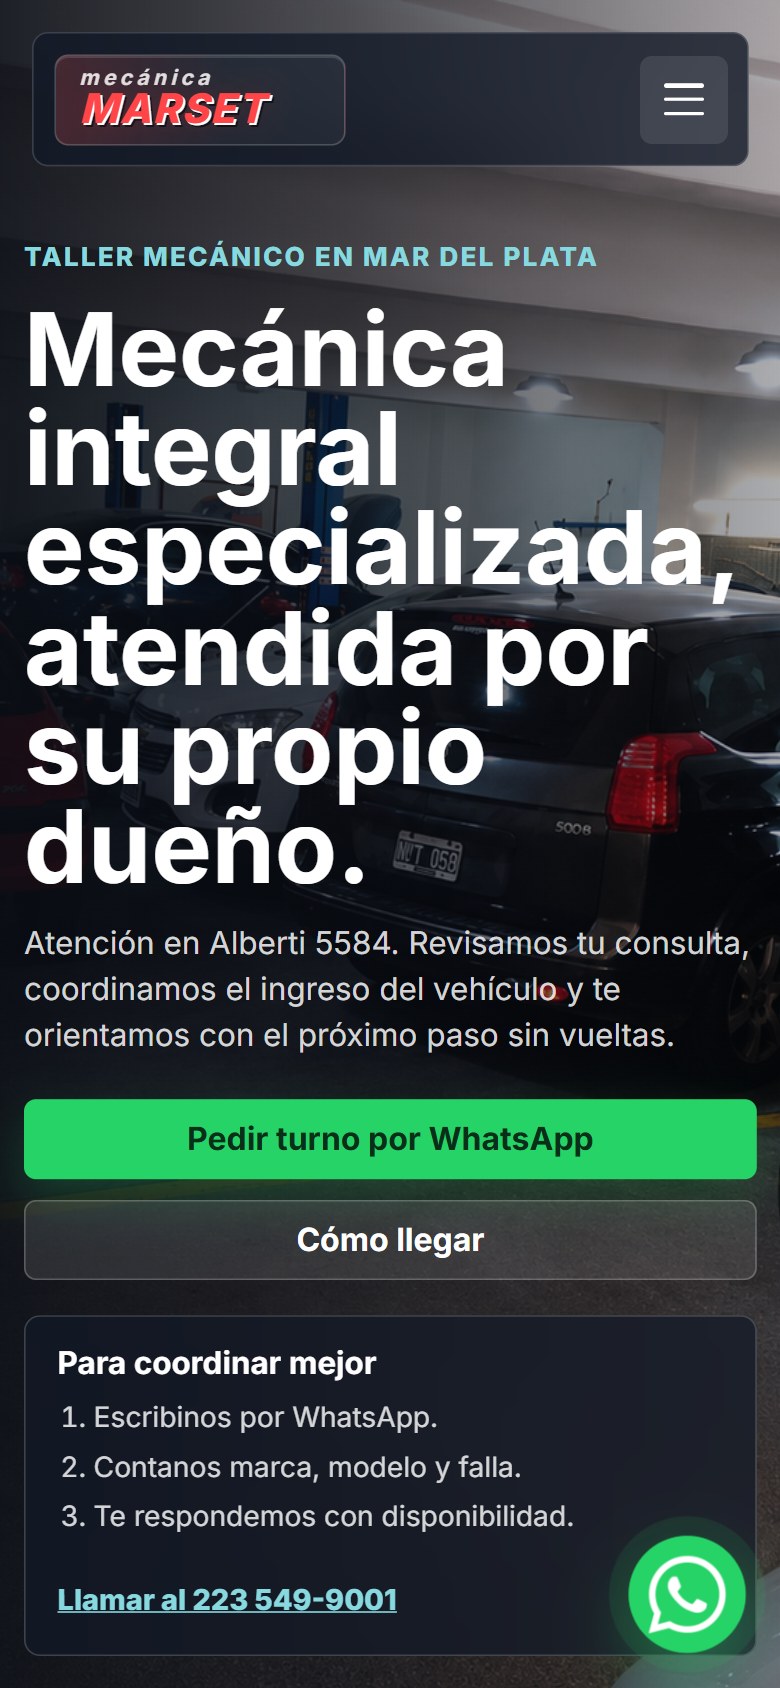 mecánica
MARSET
TALLER MECÁNICO EN MAR DEL PLATA
Mecánica
integral
especializada,
atendida por
su propio
dueño.
5008
Atención en Alberti 5584. Revisamos tu consulta,
coordinamos el ingreso del vehículo y te
orientamos con el próximo paso sin vueltas.
Pedir turno por WhatsApp
Cómo llegar
Para coordinar mejor
1. Escribinos por WhatsApp.
2. Contanos marca, modelo y falla.
3. Te respondemos con disponibilidad.
Llamar al 223 549-9001